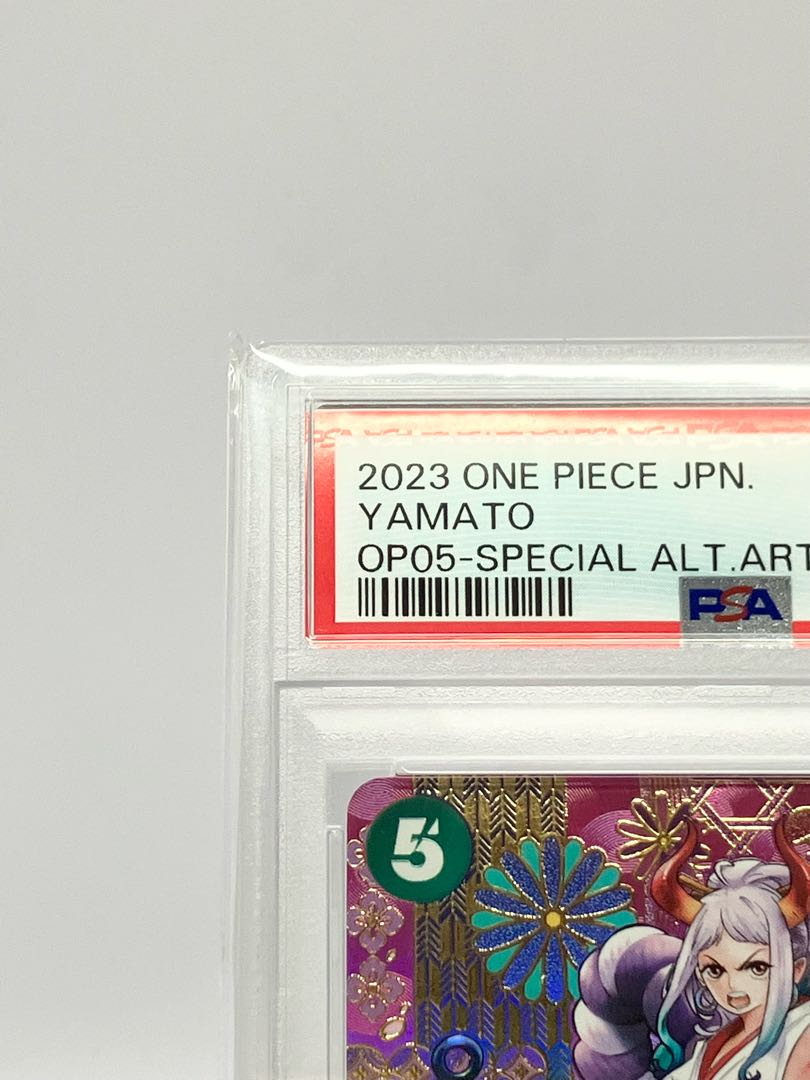 2023 ONE PIECE JPN.
YAMATO
OP05-SPECIAL ALT.ART
PSA
5